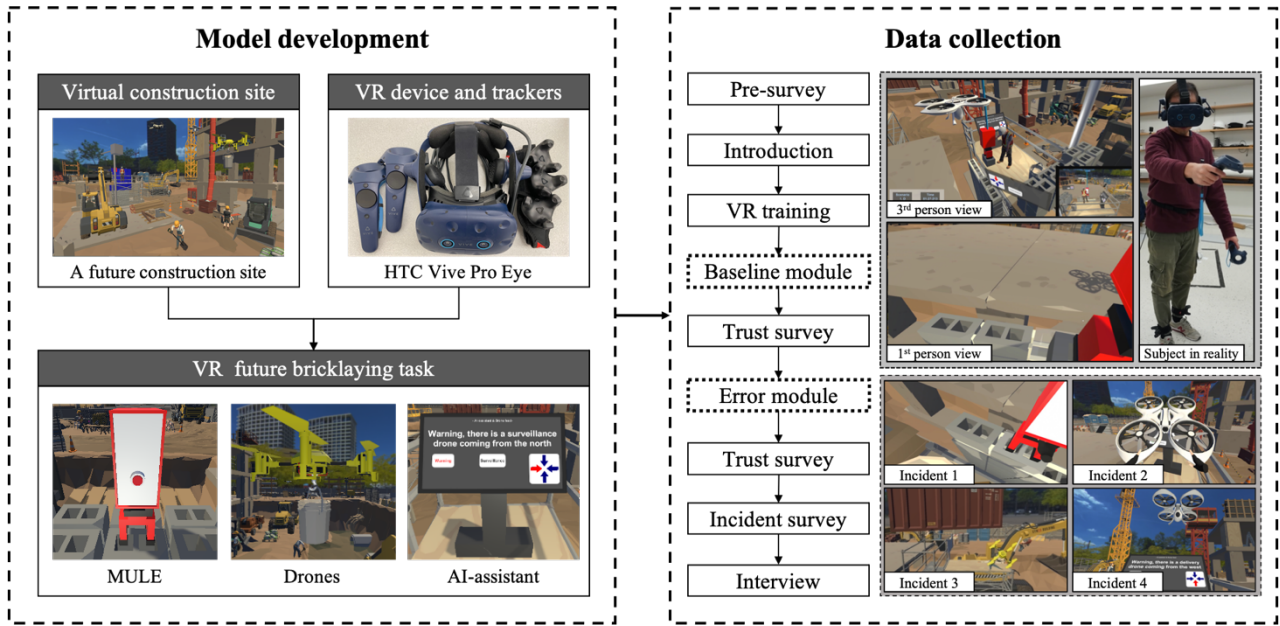 Model development
Virtual construction site
A future construction site
VR device and trackers
HTC Vive Pro Eye
VR future bricklaying task
MULE
Warning, there is a surveillance
drone coming from the north
Warning
Drones
AI-assistant
Data collection
Pre-survey
Introduction
VR training
Baseline module
Trust survey
Error module
Trust survey
Incident survey
Interview
3rd person view
1st person view
Subject in reality
Incident 1
Incident 2
Incident 3
Warning, there is a delivery
drone coming from the west
Incident 4